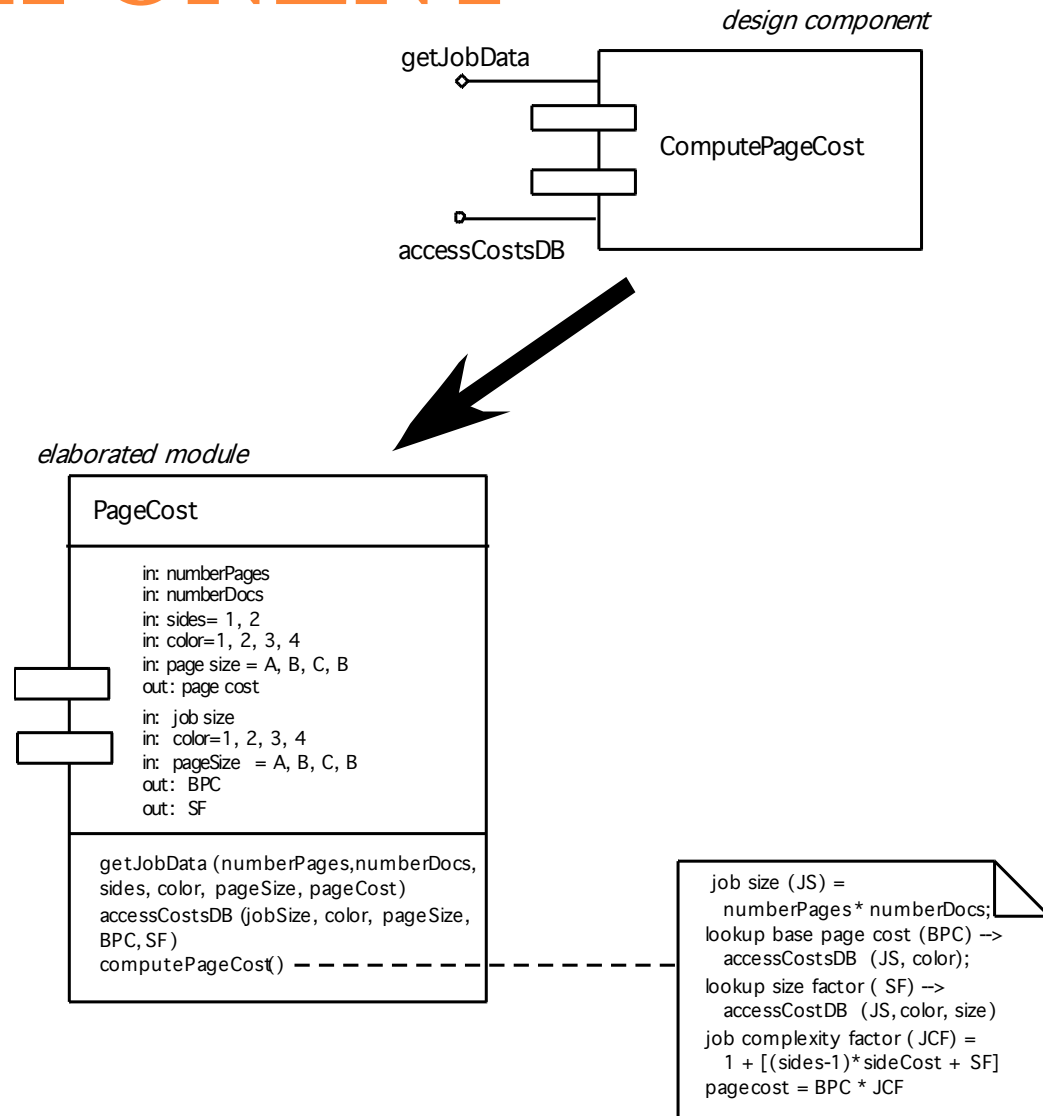 design component
getJobData
ComputePageCost
accessCostsDB
elaborated module
PageCost
in: numberPages
in: numberDocs
in: sides= 1, 2
in: color=1, 2, 3, 4
in: page size = A, B, C, B
out: page cost
in: job size
in: color=1, 2, 3, 4
in: pageSize = A, B, C, B
out: BPC
out: SF
getJobData (numberPages,numberDocs,
sides, color, pageSize, pageCost)
accessCostsDB (jobSize, color, pageSize,
BPC, SF)
computePageCost()
job size (JS) =
numberPages * numberDocs;
lookup base page cost (BPC) -->
accessCostsDB (JS, color);
lookup size factor ( SF) -->
accessCostDB (JS, color, size)
job complexity factor ( JCF) =
1 + [(sides-1)* sideCost + SF]
pagecost = BPC * JCF